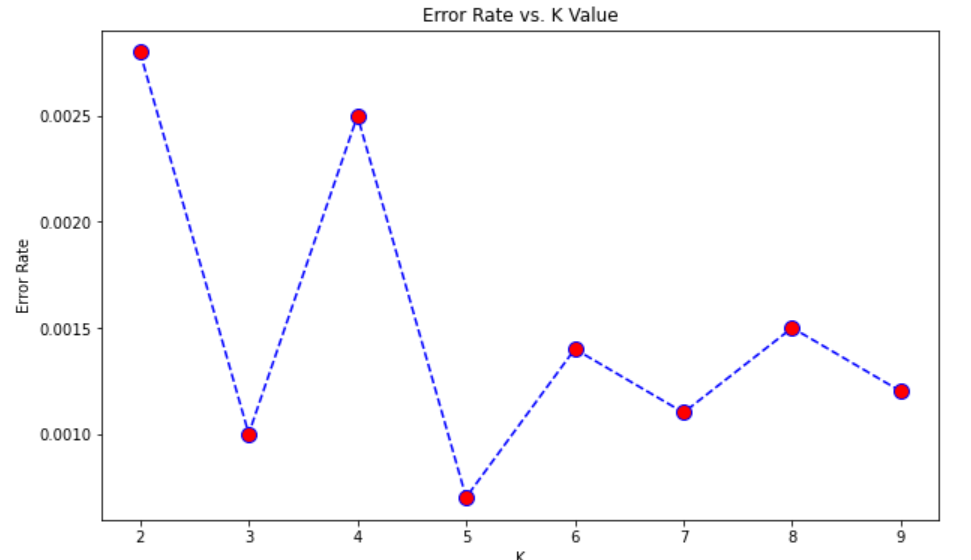 Error Rate vs. K Value
Error Rate
0.0025
0.0020
0.0015
0.0010
2 3 4 5 6 7 8 9
K